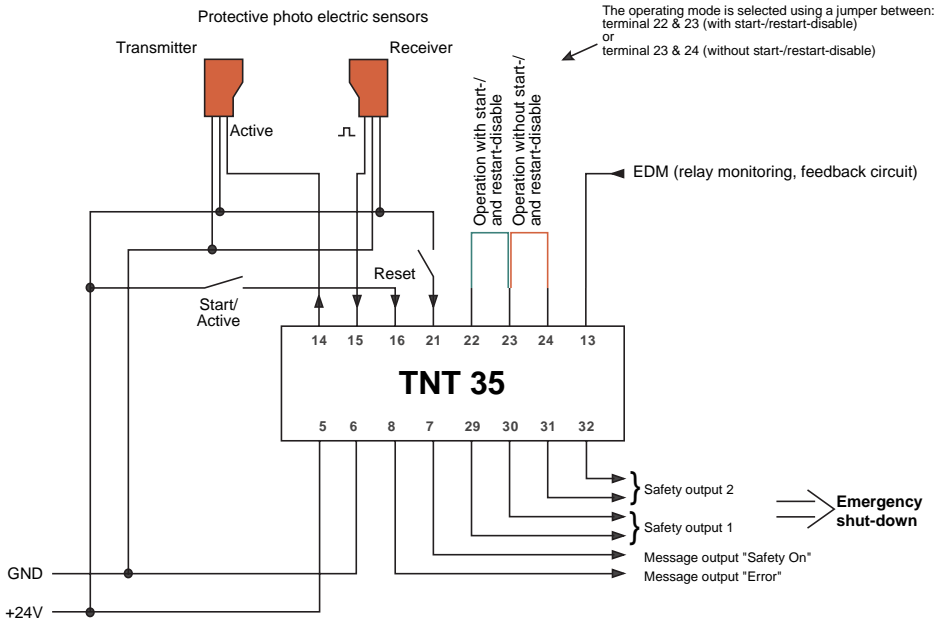 The operating mode is selected using a jumper between:
terminal 22 & 23 (with start-/restart-disable)
or
terminal 23 & 24 (without start-/restart-disable)
Protective photo electric sensors
Transmitter
Receiver
Active
Operation with start-/
and restart-disable
Operation without start-/
and restart-disable
EDM (relay monitoring, feedback circuit)
Reset
Start/
Active
14 15 16 21 22 23 24 13
TNT 35
5 6 8 7 29 30 31 32
Safety output 2
Safety output 1
Emergency
shut-down
Message output "Safety On"
Message output "Error"
GND
+24V